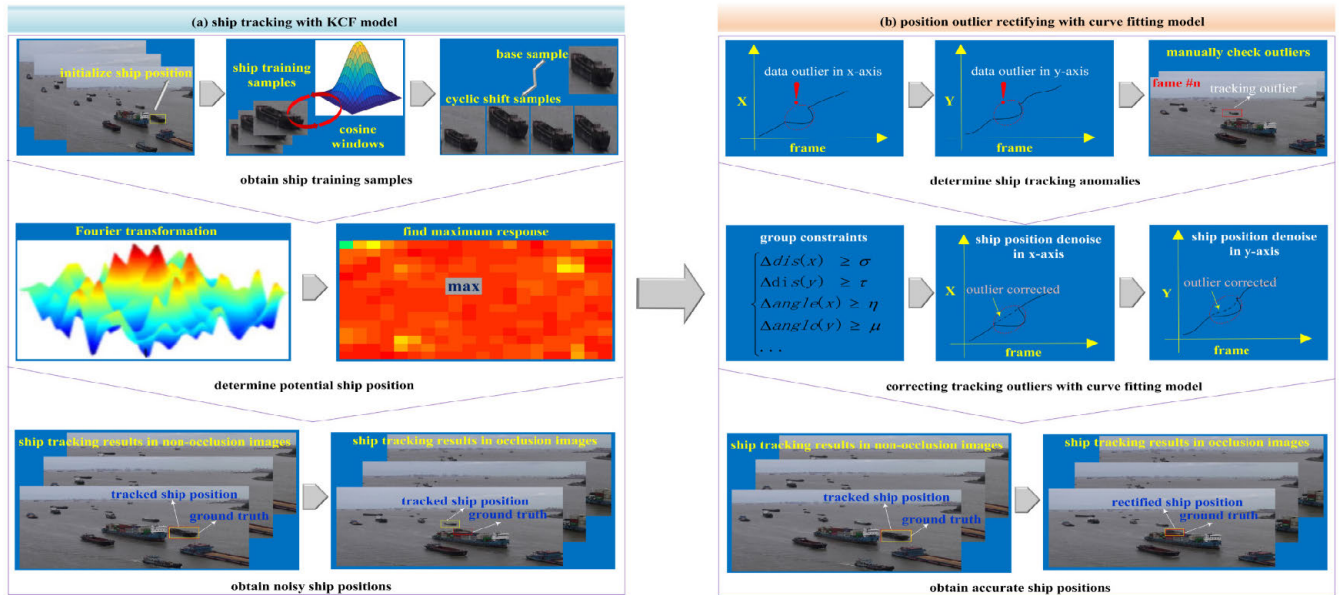 (a) ship tracking with KCF model
initialize ship position
ship training
samples
cosine
windows
base sample
cyclic shift samples
obtain ship training samples
Fourier transformation
find maximum response
max
determine potential ship position
ship tracking results in non-occlusion images
tracked ship position
ground truth
ship tracking results in occlusion images
tracked ship position
ground truth
obtain noisy ship positions
(b) position outlier rectifying with curve fitting model
data outlier in x-axis
!
X
frame
data outlier in y-axis
!
Y
frame
manually check outliers
fame #n
tracking outlier
determine ship tracking anomalies
group constraints
Δdis(x) ≥ σ
Δdis(y) ≥ τ
Δangle(x) ≥ η
Δangle(y) ≥ μ
...
ship position denoise
in x-axis
X
outlier corrected
frame
ship position denoise
in y-axis
Y
outlier corrected
frame
correcting tracking outliers with curve fitting model
ship tracking results in non-occlusion images
tracked ship position
ground truth
ship tracking results in occlusion images
rectified ship position
ground truth
obtain accurate ship positions